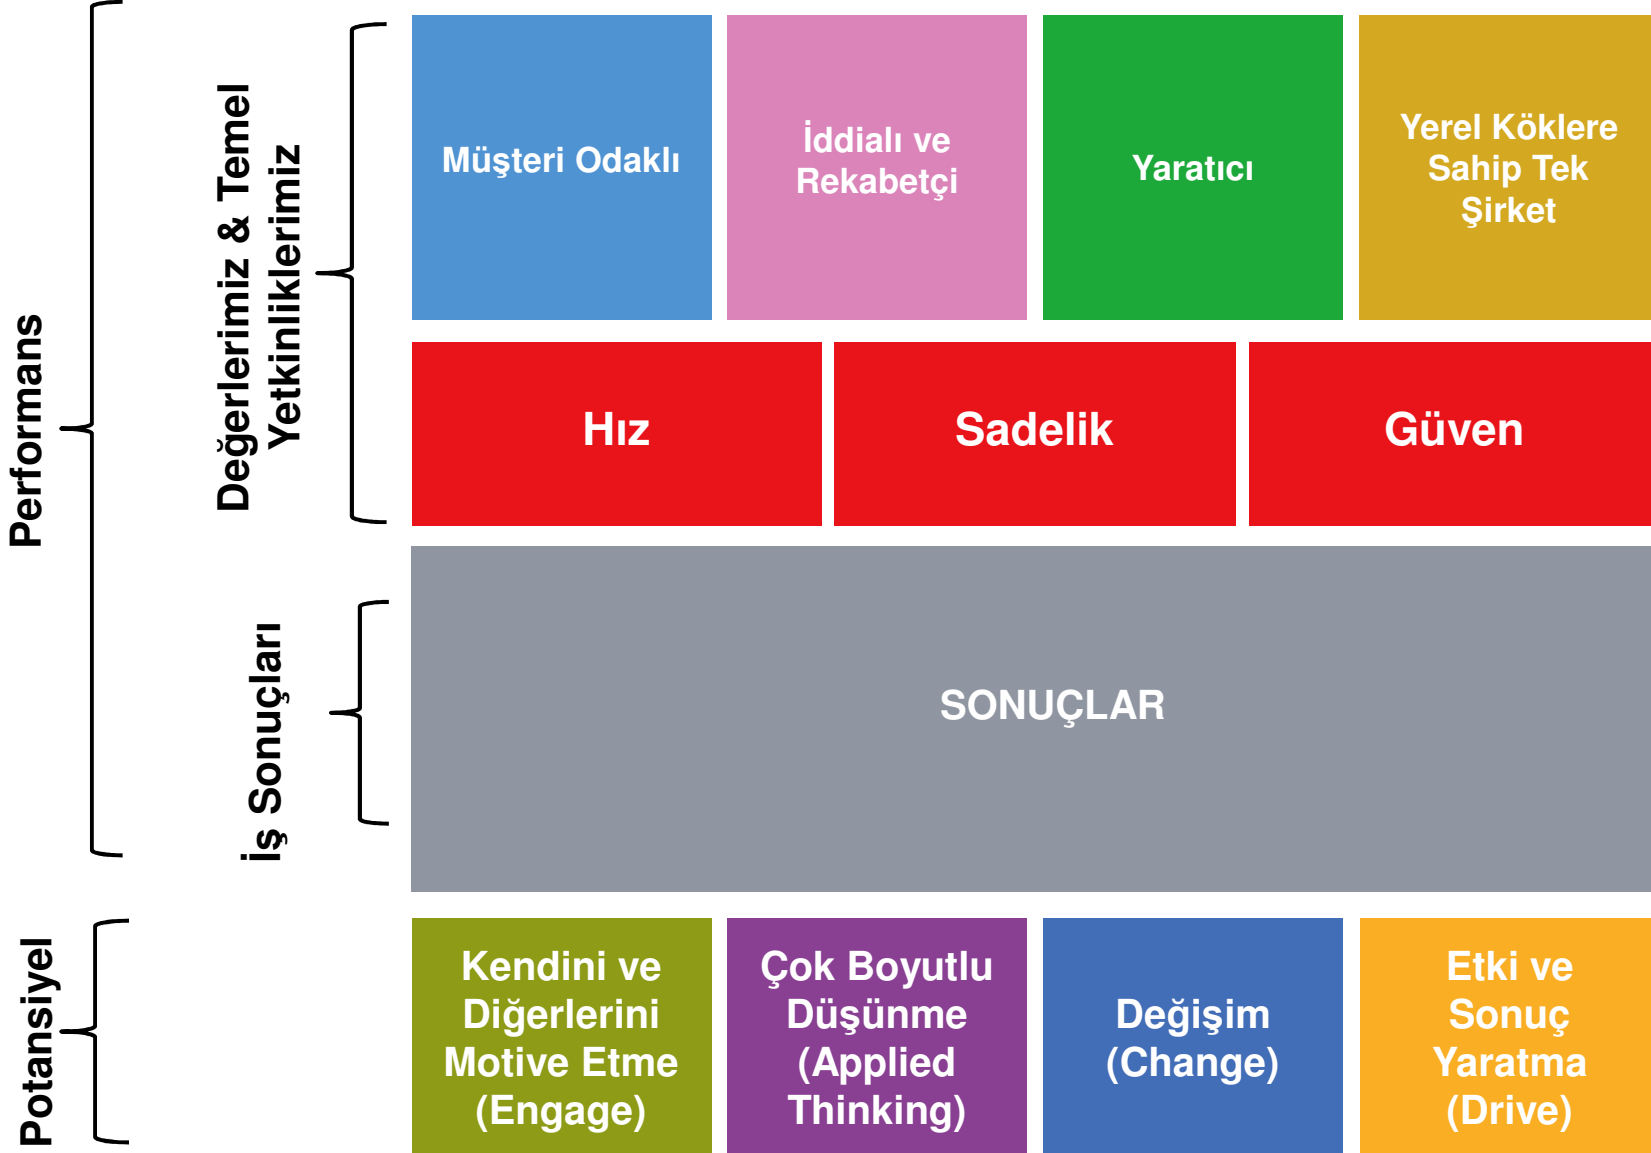 Performans
Değerlerimiz & Temel
Yetkinliklerimiz
Müşteri Odaklı
İddialı ve
Rekabetçi
Yaratıcı
Yerel Köklere
Sahip Tek
Şirket
Hız
Sadelik
Güven
İş Sonuçları
SONUÇLAR
Potansiyel
Kendini ve
Diğerlerini
Motive Etme
(Engage)
Çok Boyutlu
Düşünme
(Applied
Thinking)
Değişim
(Change)
Etki ve
Sonuç
Yaratma
(Drive)